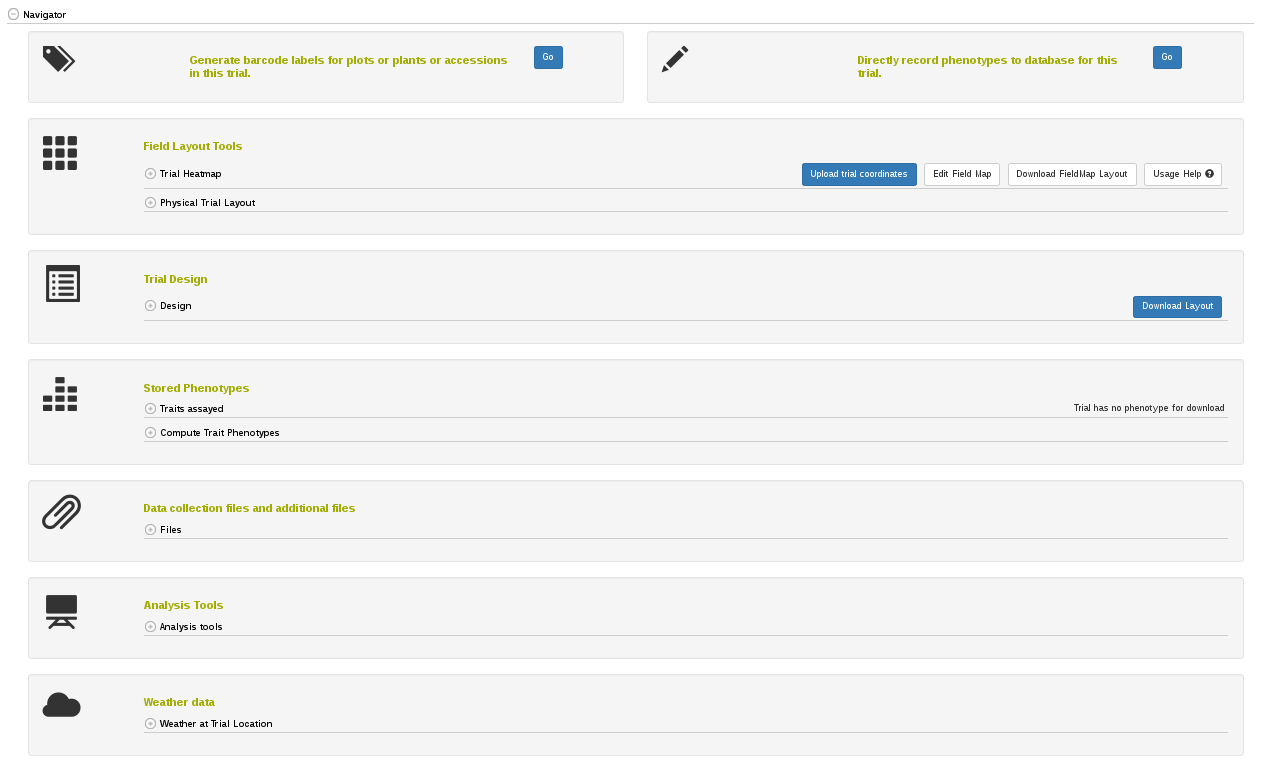 Navigator
Generate barcode labels for plots or plants or accessions
in this trial.
Go
Directly record phenotypes to database for this
trial.
Go
Field Layout Tools
Trial Heatmap
Upload trial coordinates
Edit Field Map
Download FieldMap Layout
Usage Help
Physical Trial Layout
Trial Design
Design
Download Layout
Stored Phenotypes
Traits assayed
Trial has no phenotype for download
Compute Trait Phenotypes
Data collection files and additional files
Files
Analysis Tools
Analysis tools
Weather data
Weather at Trial Location